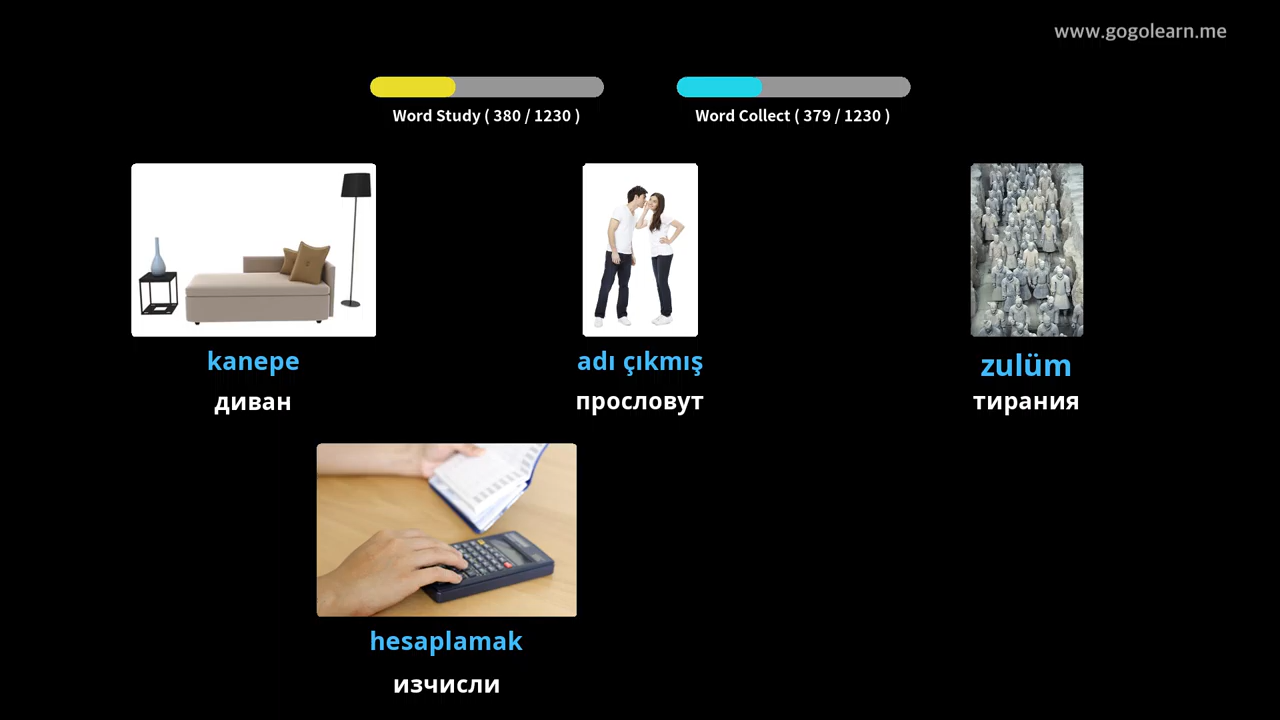 www.gogolearn.me
Word Study ( 380 / 1230 )
Word Collect ( 379 / 1230 )
kanepe
диван
adı çıkmış
прословут
zulüm
тирания
hesaplamak
изчисли